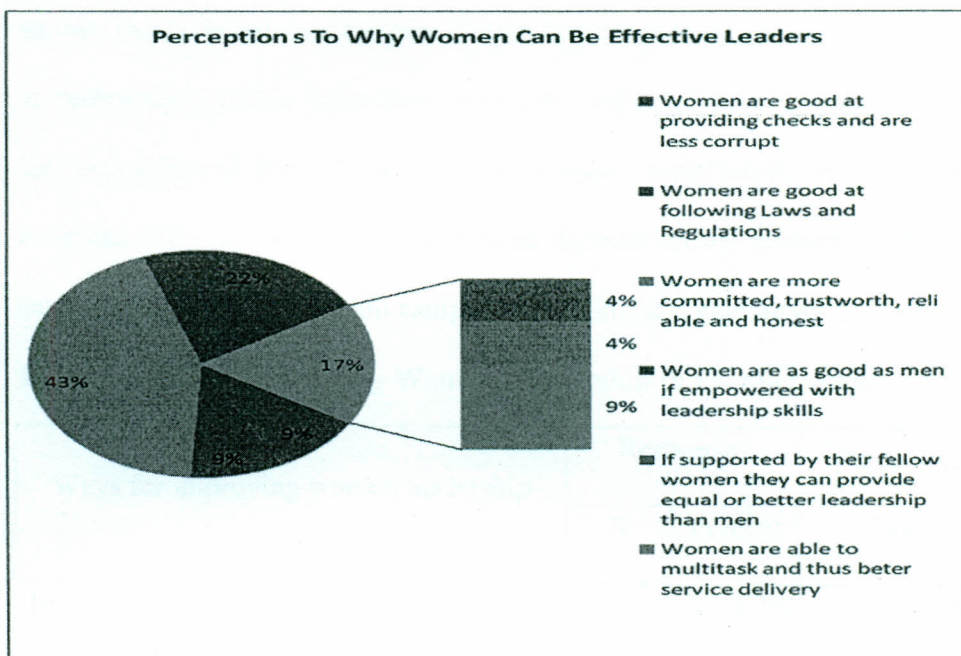 Perception s To Why Women Can Be Effective Leaders
Women are good at
providing checks and are
less corrupt
Women are good at
following Laws and
Regulations
Women are more
committed, trustworth, reli
able and honest
Women are as good as men
if empowered with
leadership skills
If supported by their fellow
women they can provide
equal or better leadership
than men
Women are able to
multitask and thus beter
service delivery
22%
17%
43%
9%
9%
4%
4%
9%